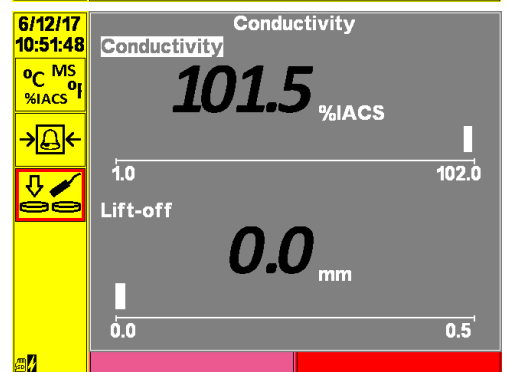 6/12/17
10:51:48
Conductivity
Conductivity
°C MS
%IACS °F
101.5 %IACS
1.0 102.0
Lift-off
0.0 mm
0.0 0.5